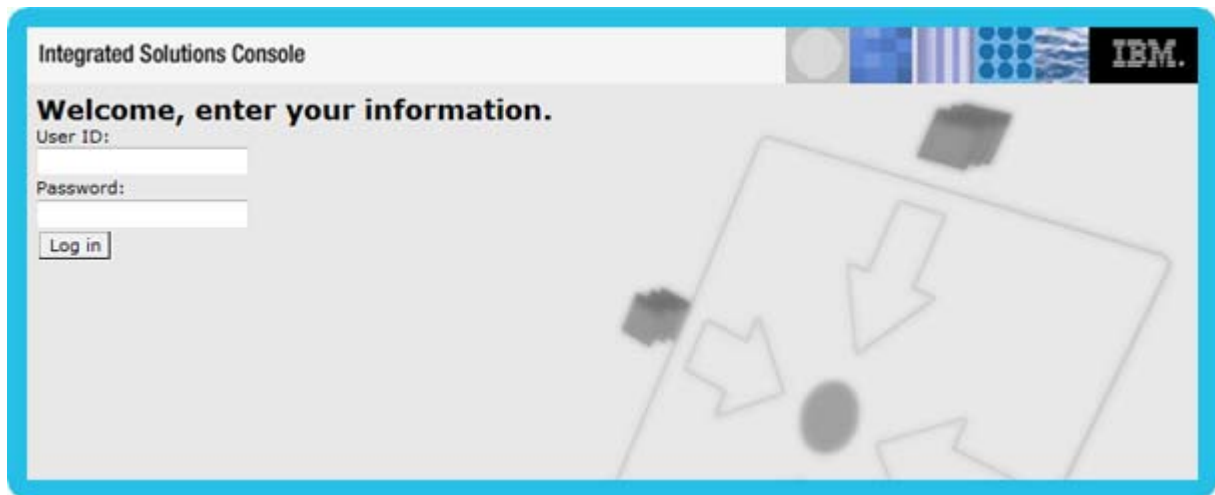 Integrated Solutions Console
IBM.
Welcome, enter your information.
User ID:
Password:
Log in